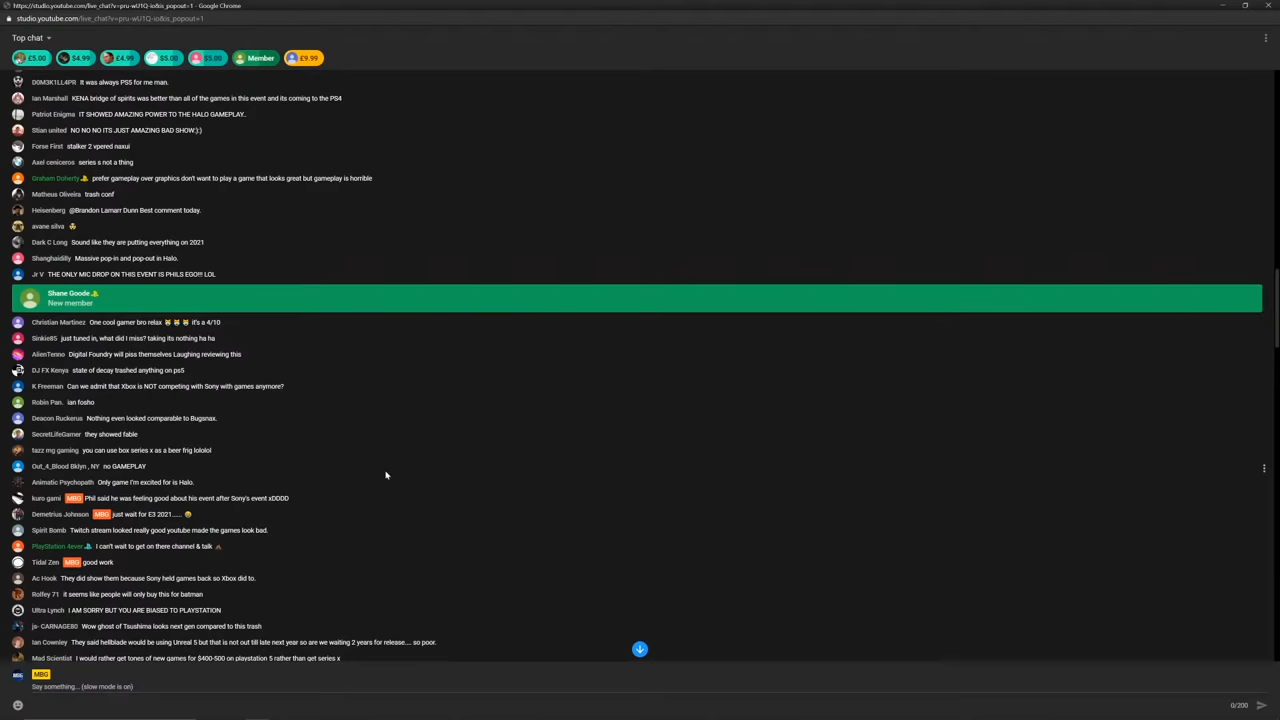 https://studio.youtube.com/live_chat?v=pru-wU1Q-io&is_popout=1 - Google Chrome
studio.youtube.com/live_chat?v=pru-wU1Q-io&is_popout=1
Top chat
£5.00 $4.99 £4.99 $5.00 $5.00 Member £9.99
D0M3K1LL4PR It was always PS5 for me man.
Ian Marshall KENA bridge of spirits was better than all of the games in this event and its coming to the PS4
Patriot Enigma IT SHOWED AMAZING POWER TO THE HALO GAMEPLAY..
Stian united NO NO NO ITS JUST AMAZING BAD SHOW:):)
Forse First stalker 2 vpered naxui
Axel ceniceros series s not a thing
Graham Doherty prefer gameplay over graphics don't want to play a game that looks great but gameplay is horrible
Matheus Oliveira trash conf
Heisenberg @Brandon Lamarr Dunn Best comment today.
avane silva
Dark C Long Sound like they are putting everything on 2021
Shanghaidilly Massive pop-in and pop-out in Halo.
Jr V THE ONLY MIC DROP ON THIS EVENT IS PHILS EGO!!! LOL
Shane Goode
New member
Christian Martinez One cool gamer bro relax it's a 4/10
Sinkie85 just tuned in, what did I miss? taking its nothing ha ha
AlienTenno Digital Foundry will piss themselves Laughing reviewing this
DJ FX Kenya state of decay trashed anything on ps5
K Freeman Can we admit that Xbox is NOT competing with Sony with games anymore?
Robin Pan. ian fosho
Deacon Ruckerus Nothing even looked comparable to Bugsnax.
SecretLifeGamer they showed fable
tazz mg gaming you can use box series x as a beer frig lololol
Out_4_Blood Bklyn , NY no GAMEPLAY
Animatic Psychopath Only game I'm excited for is Halo.
kuro gami MBG Phil said he was feeling good about his event after Sony's event xDDDD
Demetrius Johnson MBG just wait for E3 2021......
Spirit Bomb Twitch stream looked really good youtube made the games look bad.
PlayStation 4ever I can't wait to get on there channel & talk
Tidal Zen MBG good work
Ac Hook They did show them because Sony held games back so Xbox did to.
Rolfey 71 it seems like people will only buy this for batman
Ultra Lynch I AM SORRY BUT YOU ARE BIASED TO PLAYSTATION
ja- CARNAGE80 Wow ghost of Tsushima looks next gen compared to this trash
Ian Cownley They said hellblade would be using Unreal 5 but that is not out till late next year so are we waiting 2 years for release.... so poor.
Mad Scientist I would rather get tons of new games for $400-500 on playstation 5 rather than get series x
MBG
Say something... (slow mode is on)
0/200